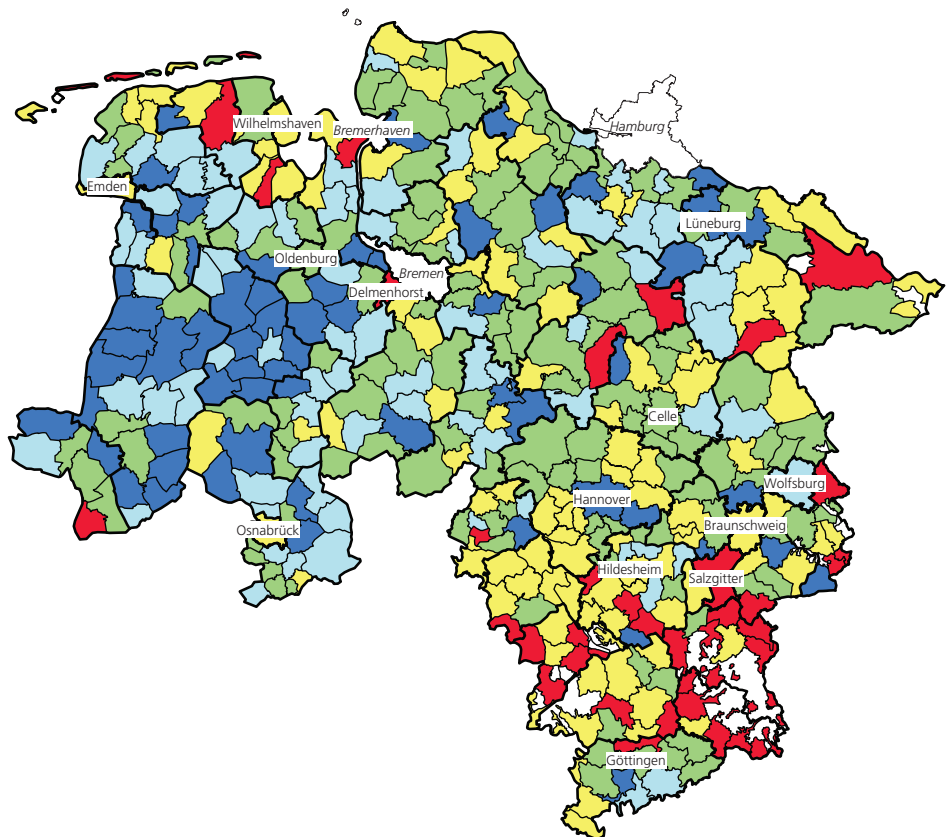 Wilhelmshaven
Bremerhaven
Hamburg
Emden
Lüneburg
Oldenburg
Bremen
Delmenhorst
Celle
Wolfsburg
Hannover
Braunschweig
Osnabrück
Hildesheim
Salzgitter
Göttingen